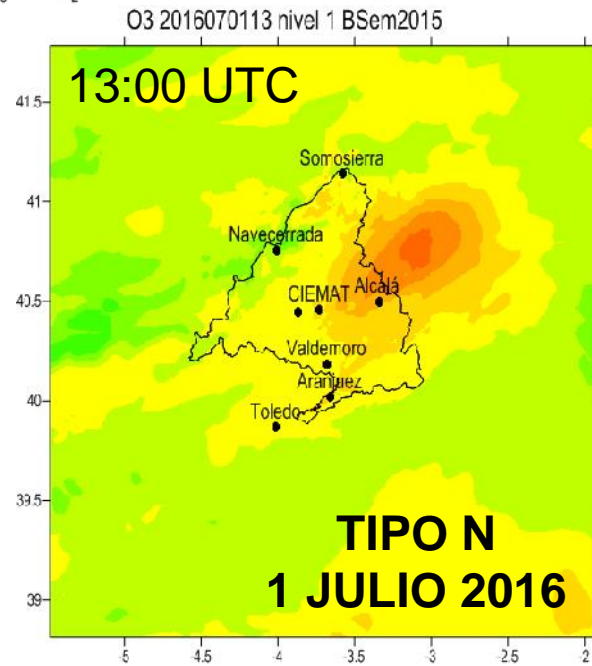 O3 2016070113 nivel 1 BSem2015
13:00 UTC
41.5
Somosierra
41
Navacerrada
Alcalá
CIEMAT
40.5
Valdemoro
Aranjuez
40
Toledo
39.5
TIPO N
1 JULIO 2016
39
-5 -4.5 -4 -3.5 -3 -2.5 -2